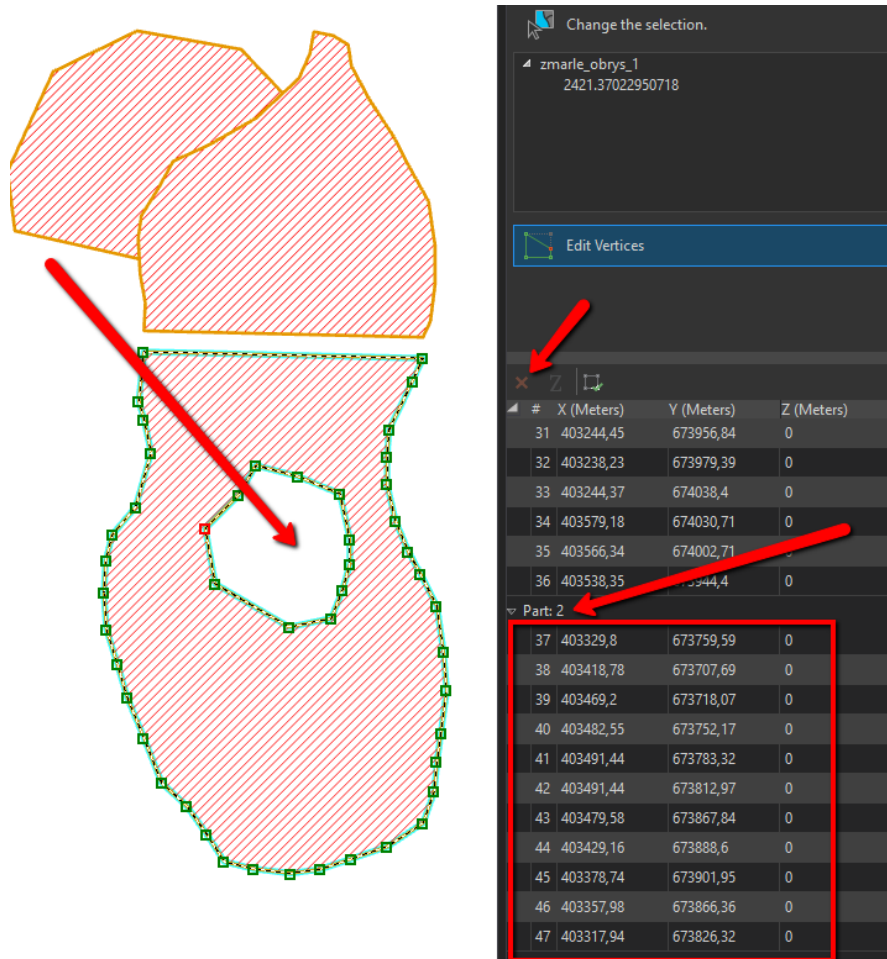 Change the selection.
zmarle_obrys_1
2421.37022950718
Edit Vertices
Z
# X (Meters) Y (Meters) Z (Meters)
31 403244,45 673956,84 0
32 403238,23 673979,39 0
33 403244,37 674038,4 0
34 403579,18 674030,71 0
35 403566,34 674002,71
36 403538,35 0
Part: 2
37 403329,8 673759,59 0
38 403418,78 673707,69 0
39 403469,2 673718,07 0
40 403482,55 673752,17 0
41 403491,44 673783,32 0
42 403491,44 673812,97 0
43 403479,58 673867,84 0
44 403429,16 673888,6 0
45 403378,74 673901,95 0
46 403357,98 673866,36 0
47 403317,94 673826,32 0